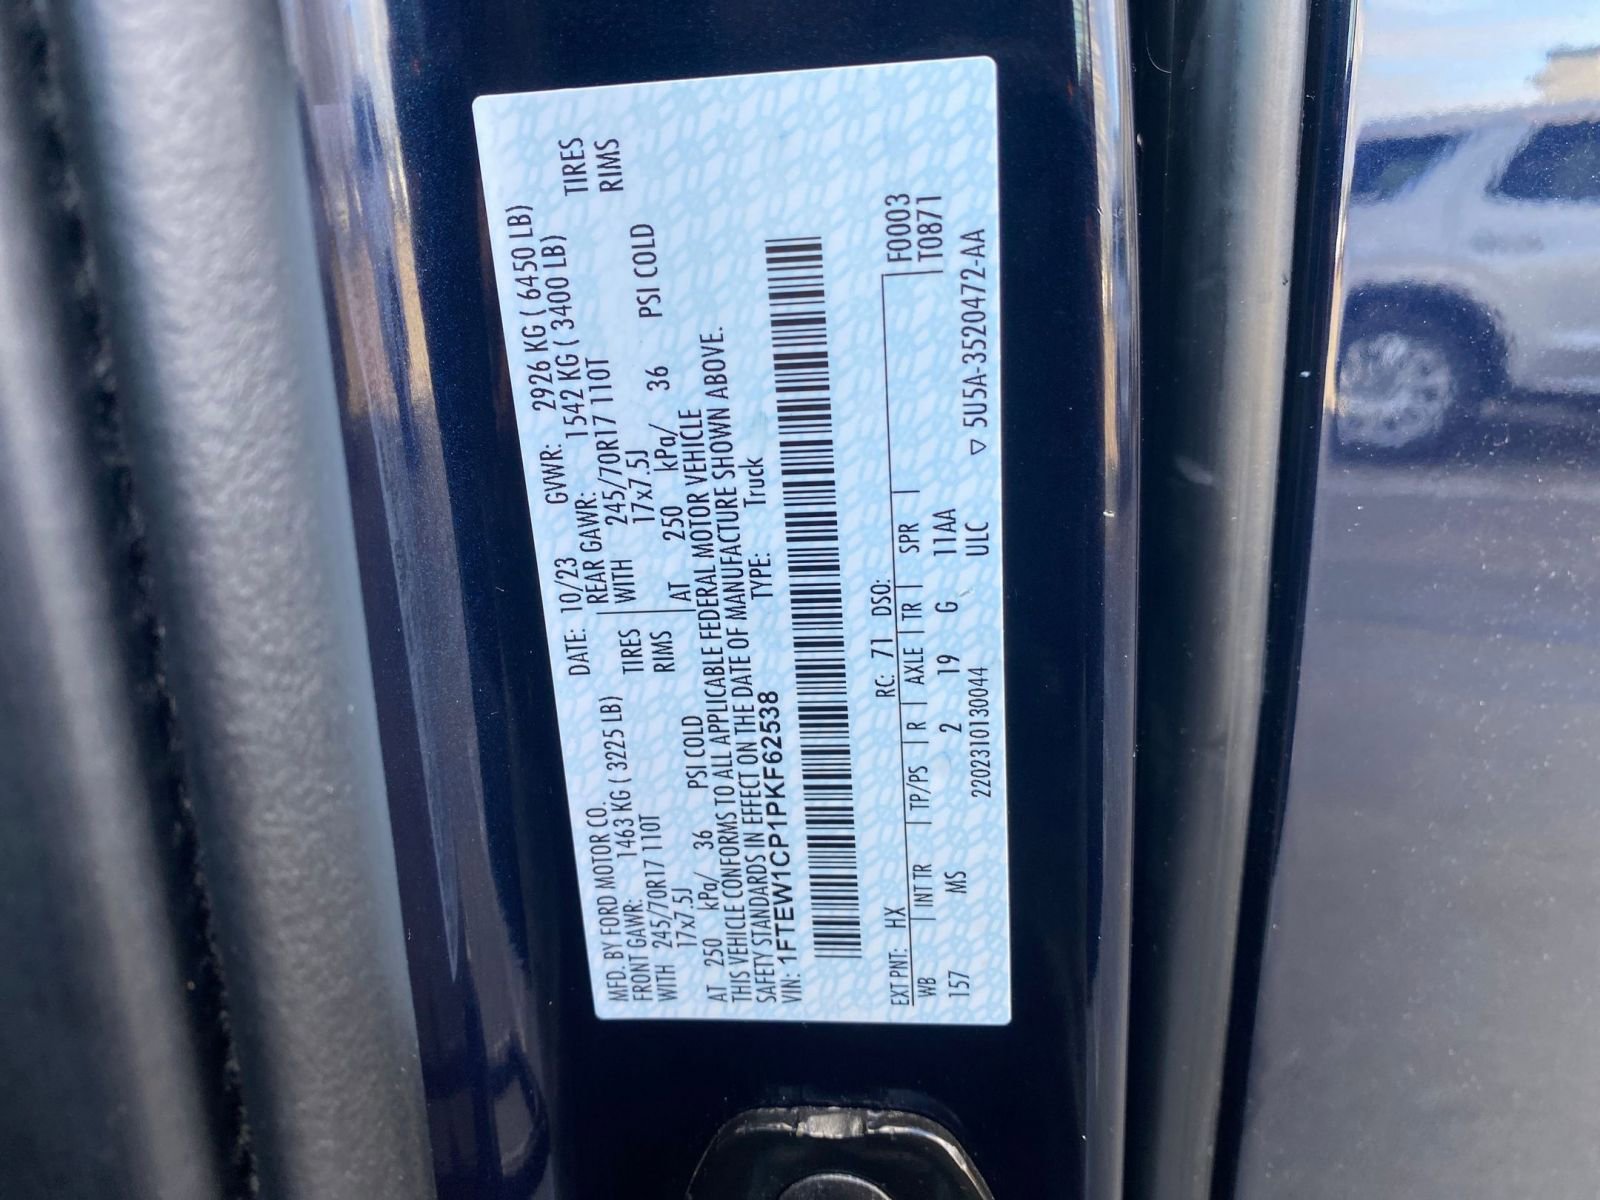 MFD. BY FORD MOTOR CO. DATE: 10/23 GVWR: 2926 KG ( 6450 LB)
FRONT GAWR: 1463 KG ( 3225 LB) REAR GAWR: 1542 KG ( 3400 LB)
WITH 245/70R17 110T TIRES WITH 245/70R17 110T TIRES
17x7.5J RIMS 17x7.5J RIMS
AT 250 kPa/ 36 PSI COLD AT 250 kPa/ 36 PSI COLD
THIS VEHICLE CONFORMS TO ALL APPLICABLE FEDERAL MOTOR VEHICLE
SAFETY STANDARDS IN EFFECT ON THE DATE OF MANUFACTURE SHOWN ABOVE.
VIN: 1FTEW1CP1PKF62538 TYPE: Truck
EXT PNT: HX RC: 71 DSO: F0003
WB INT TR TP/PS R AXLE TR SPR T0871
157 MS 2 19 G 11AA
2202310130044 ULC ▽ 5U5A-3520472-AA